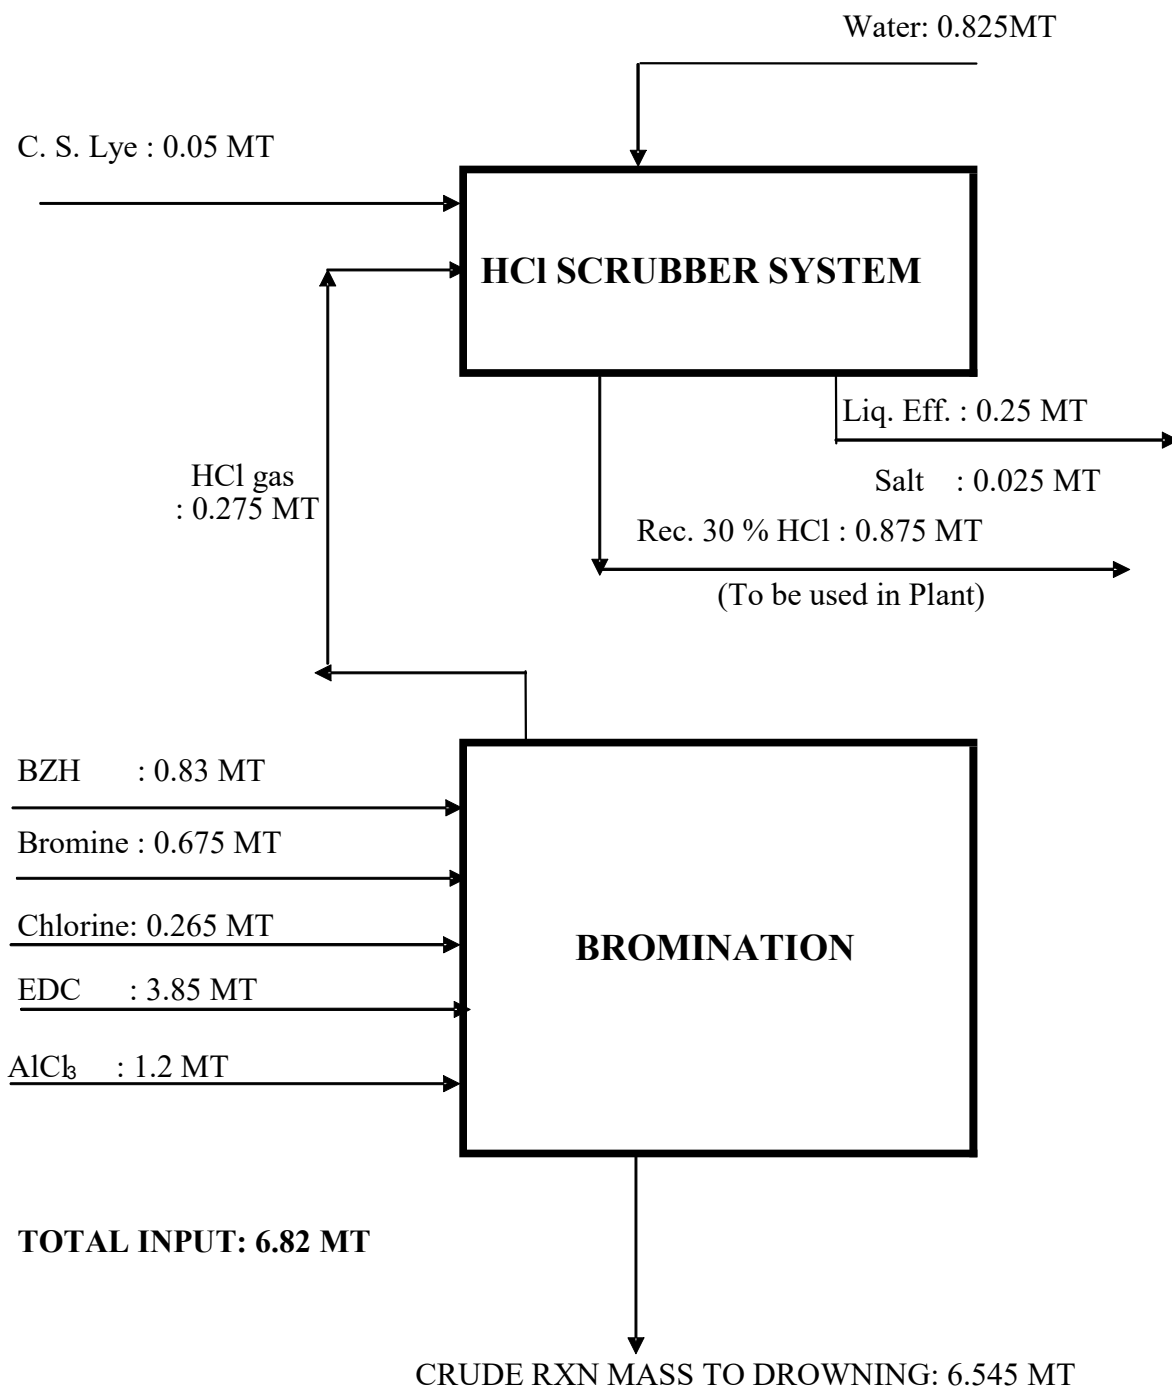 Water: 0.825MT
C. S. Lye : 0.05 MT
HCl SCRUBBER SYSTEM
Liq. Eff. : 0.25 MT
HCl gas
: 0.275 MT
Salt : 0.025 MT
Rec. 30 % HCl : 0.875 MT
(To be used in Plant)
BZH : 0.83 MT
Bromine : 0.675 MT
Chlorine: 0.265 MT
EDC : 3.85 MT
AlCl₃ : 1.2 MT
BROMINATION
TOTAL INPUT: 6.82 MT
CRUDE RXN MASS TO DROWNING: 6.545 MT